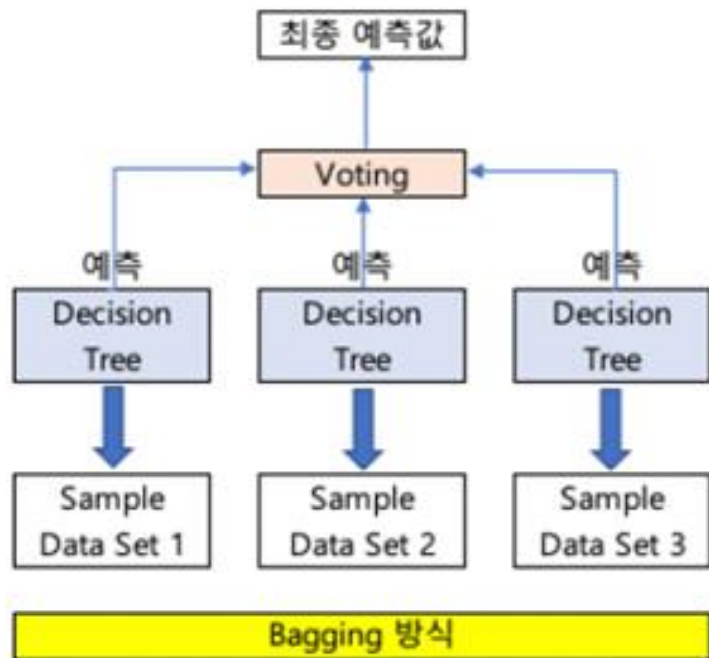 최종 예측값
Voting
예측 예측 예측
Decision Decision Decision
Tree Tree Tree
Sample Sample Sample
Data Set 1 Data Set 2 Data Set 3
Bagging 방식